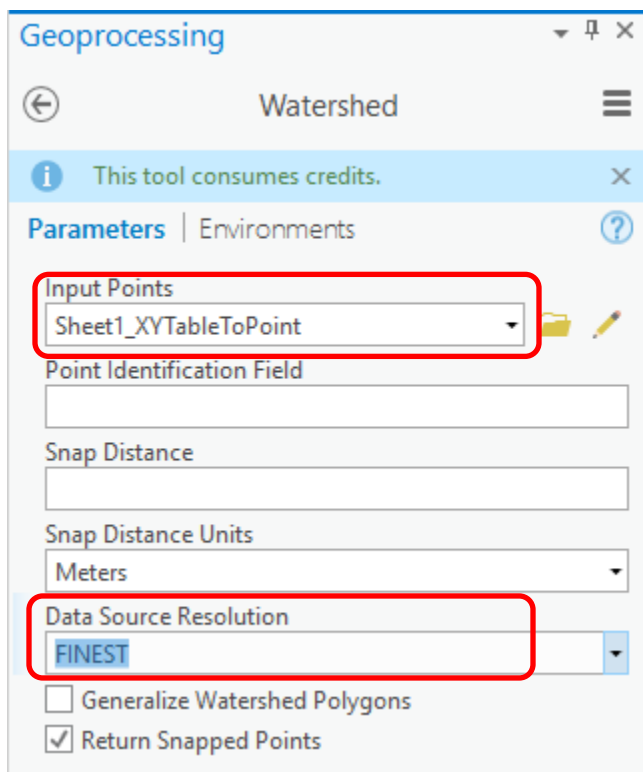 Geoprocessing
Watershed
This tool consumes credits.
Parameters | Environments
Input Points
Sheet1_XYTableToPoint
Point Identification Field
Snap Distance
Snap Distance Units
Meters
Data Source Resolution
FINEST
Generalize Watershed Polygons
Return Snapped Points